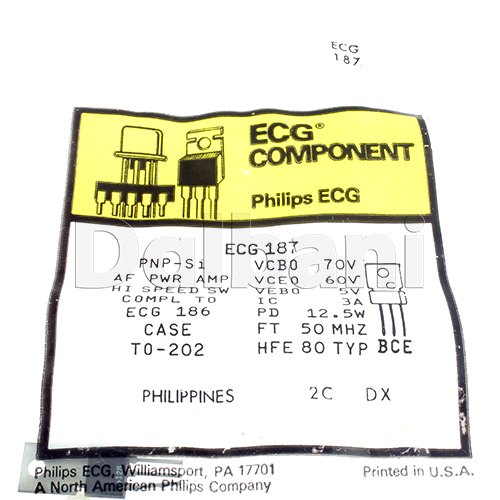 ECG
187
ECG®
COMPONENT
Philips ECG
Dalbani
ECG 187
PNP-Si VCBO 70V
AF PWR AMP VCEO 60V
HI SPEED SW VEBO 5V
COMPL TO IC 3A
ECG 186 PD 12.5W
CASE FT 50 MHZ
TO-202 HFE 80 TYP BCE
PHILIPPINES 2C DX
Philips ECG, Williamsport, PA 17701
A North American Philips Company
Printed in U.S.A.